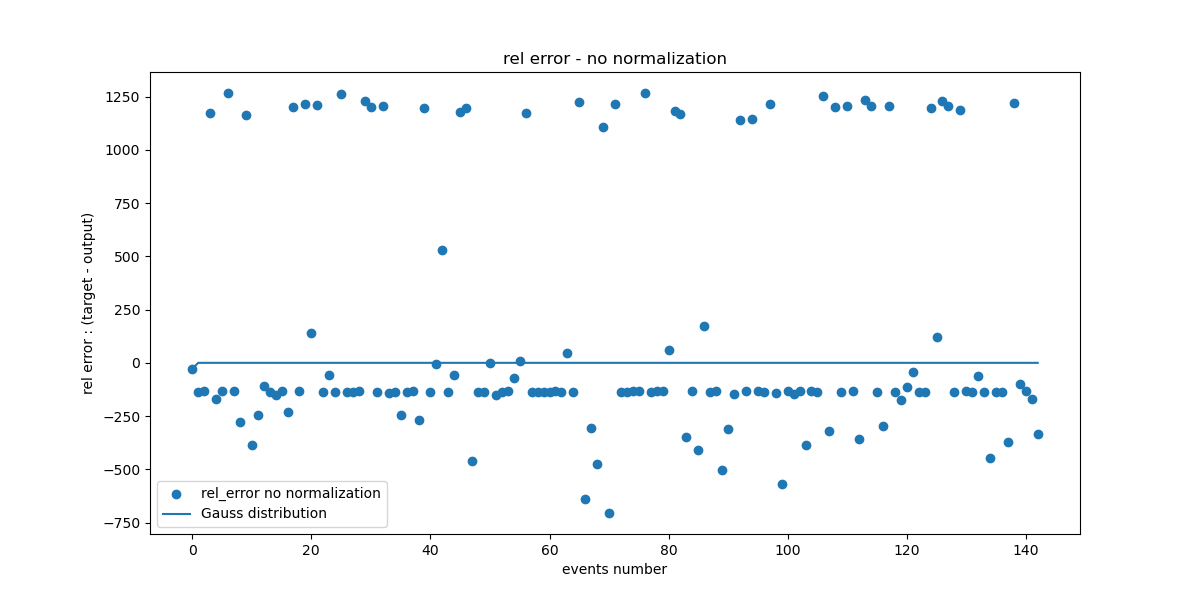 rel error - no normalization
rel error : (target - output)
1250
1000
750
500
250
0
−250
−500
−750
rel_error no normalization
Gauss distribution
0 20 40 60 80 100 120 140
events number